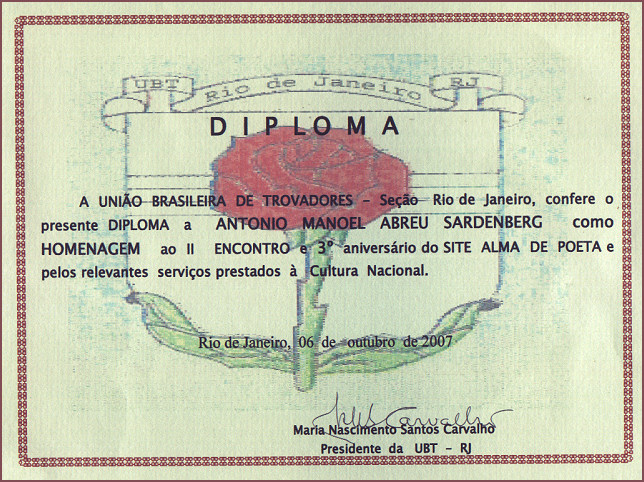 UBT Rio de Janeiro RJ
DIPLOMA
A UNIÃO BRASILEIRA DE TROVADORES – Seção Rio de Janeiro, confere o
presente DIPLOMA a ANTONIO MANOEL ABREU SARDENBERG como
HOMENAGEM ao II ENCONTRO e 3º aniversário do SITE ALMA DE POETA e
pelos relevantes serviços prestados à Cultura Nacional.
Rio de Janeiro, 06 de outubro de 2007
Maria Nascimento Santos Carvalho
Presidente da UBT – RJ